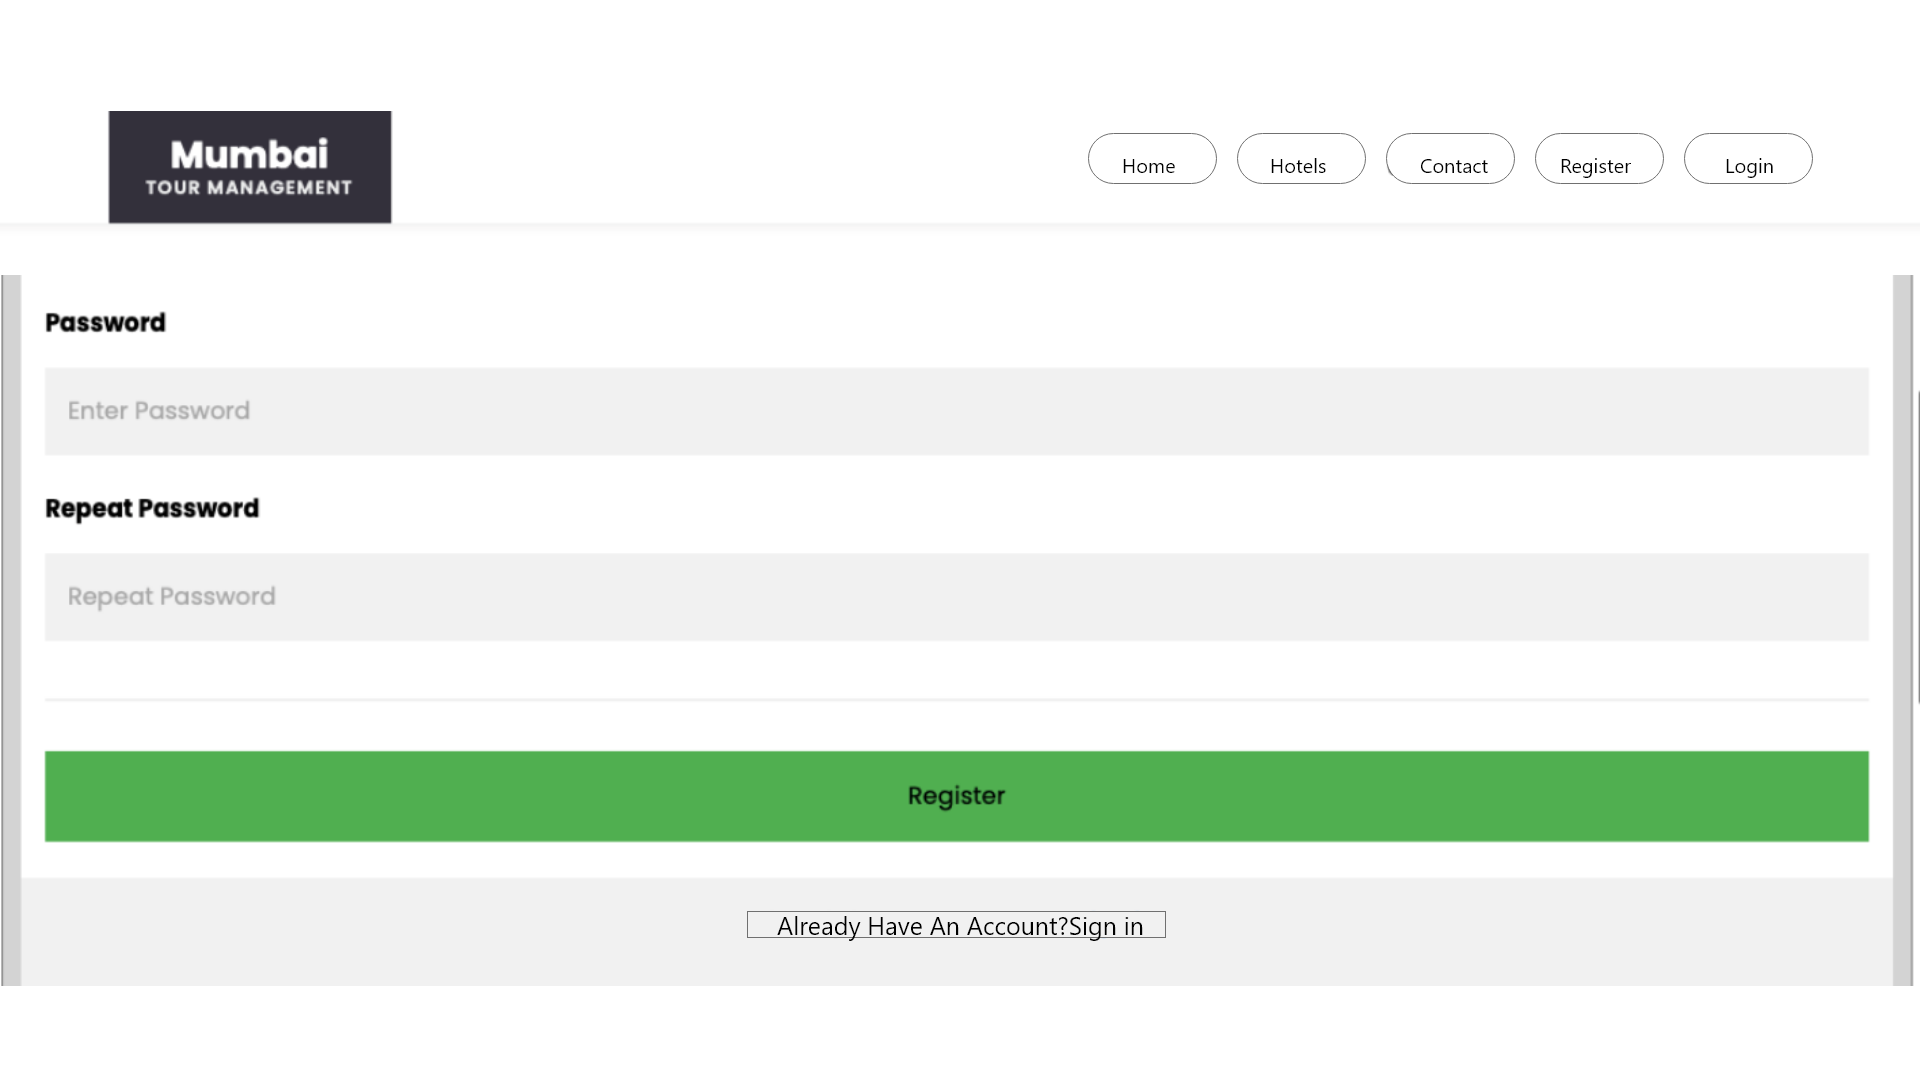 Mumbai
TOUR MANAGEMENT
Home
Hotels
Contact
Register
Login
Password
Enter Password
Repeat Password
Repeat Password
Register
Already Have An Account?Sign in